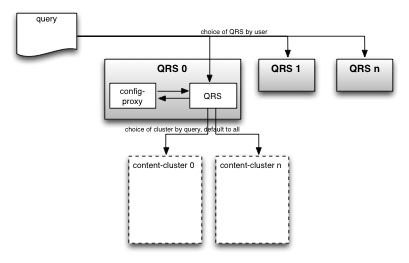 query
choice of QRS by user
QRS 0
QRS 1
QRS n
config-
proxy
QRS
choice of cluster by query, default to all
content-cluster 0
content-cluster n